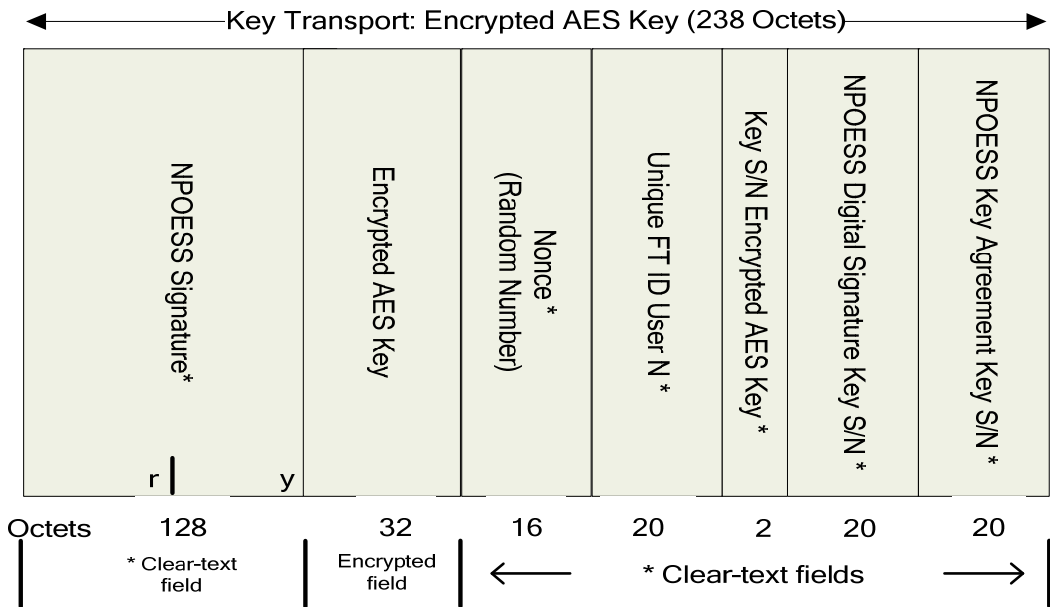 Key Transport: Encrypted AES Key (238 Octets)
NPOESS Signature*
Encrypted AES Key
Nonce*
(Random Number)
Unique FT ID User N*
Key S/N Encrypted AES Key*
NPOESS Digital Signature Key S/N*
NPOESS Key Agreement Key S/N*
r y
Octets 128 32 16 20 2 20 20
* Clear-text
field
Encrypted
field
* Clear-text fields